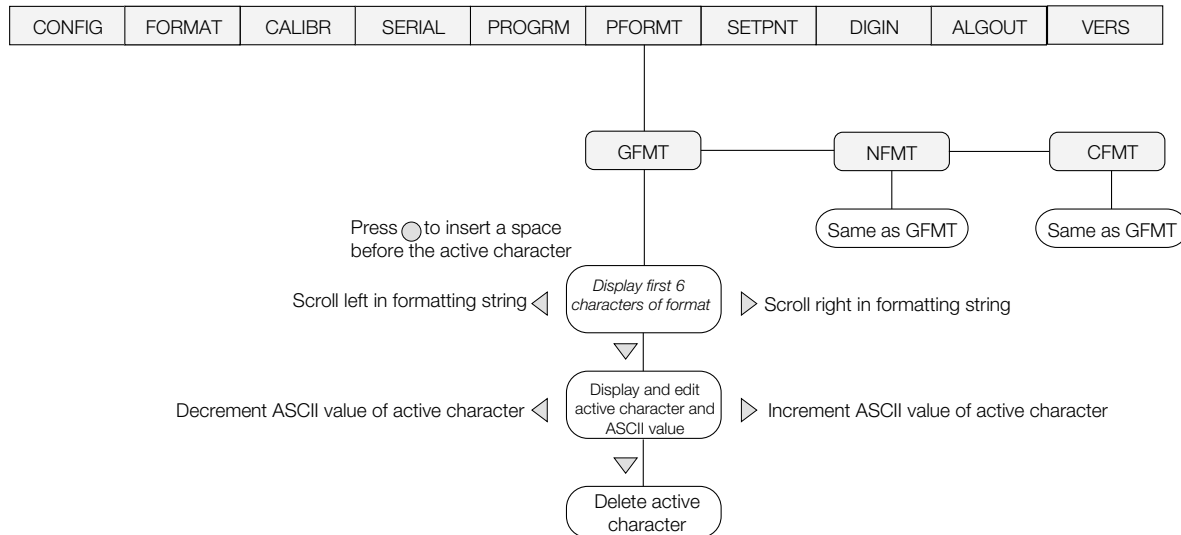 CONFIG FORMAT CALIBR SERIAL PROGRM PFORMT SETPNT DIGIN ALGOUT VERS
GFMT NFMT CFMT
Press to insert a space
before the active character
Same as GFMT Same as GFMT
Display first 6
characters of format
Scroll left in formatting string
Scroll right in formatting string
Display and edit
active character and
ASCII value
Decrement ASCII value of active character
Increment ASCII value of active character
Delete active
character